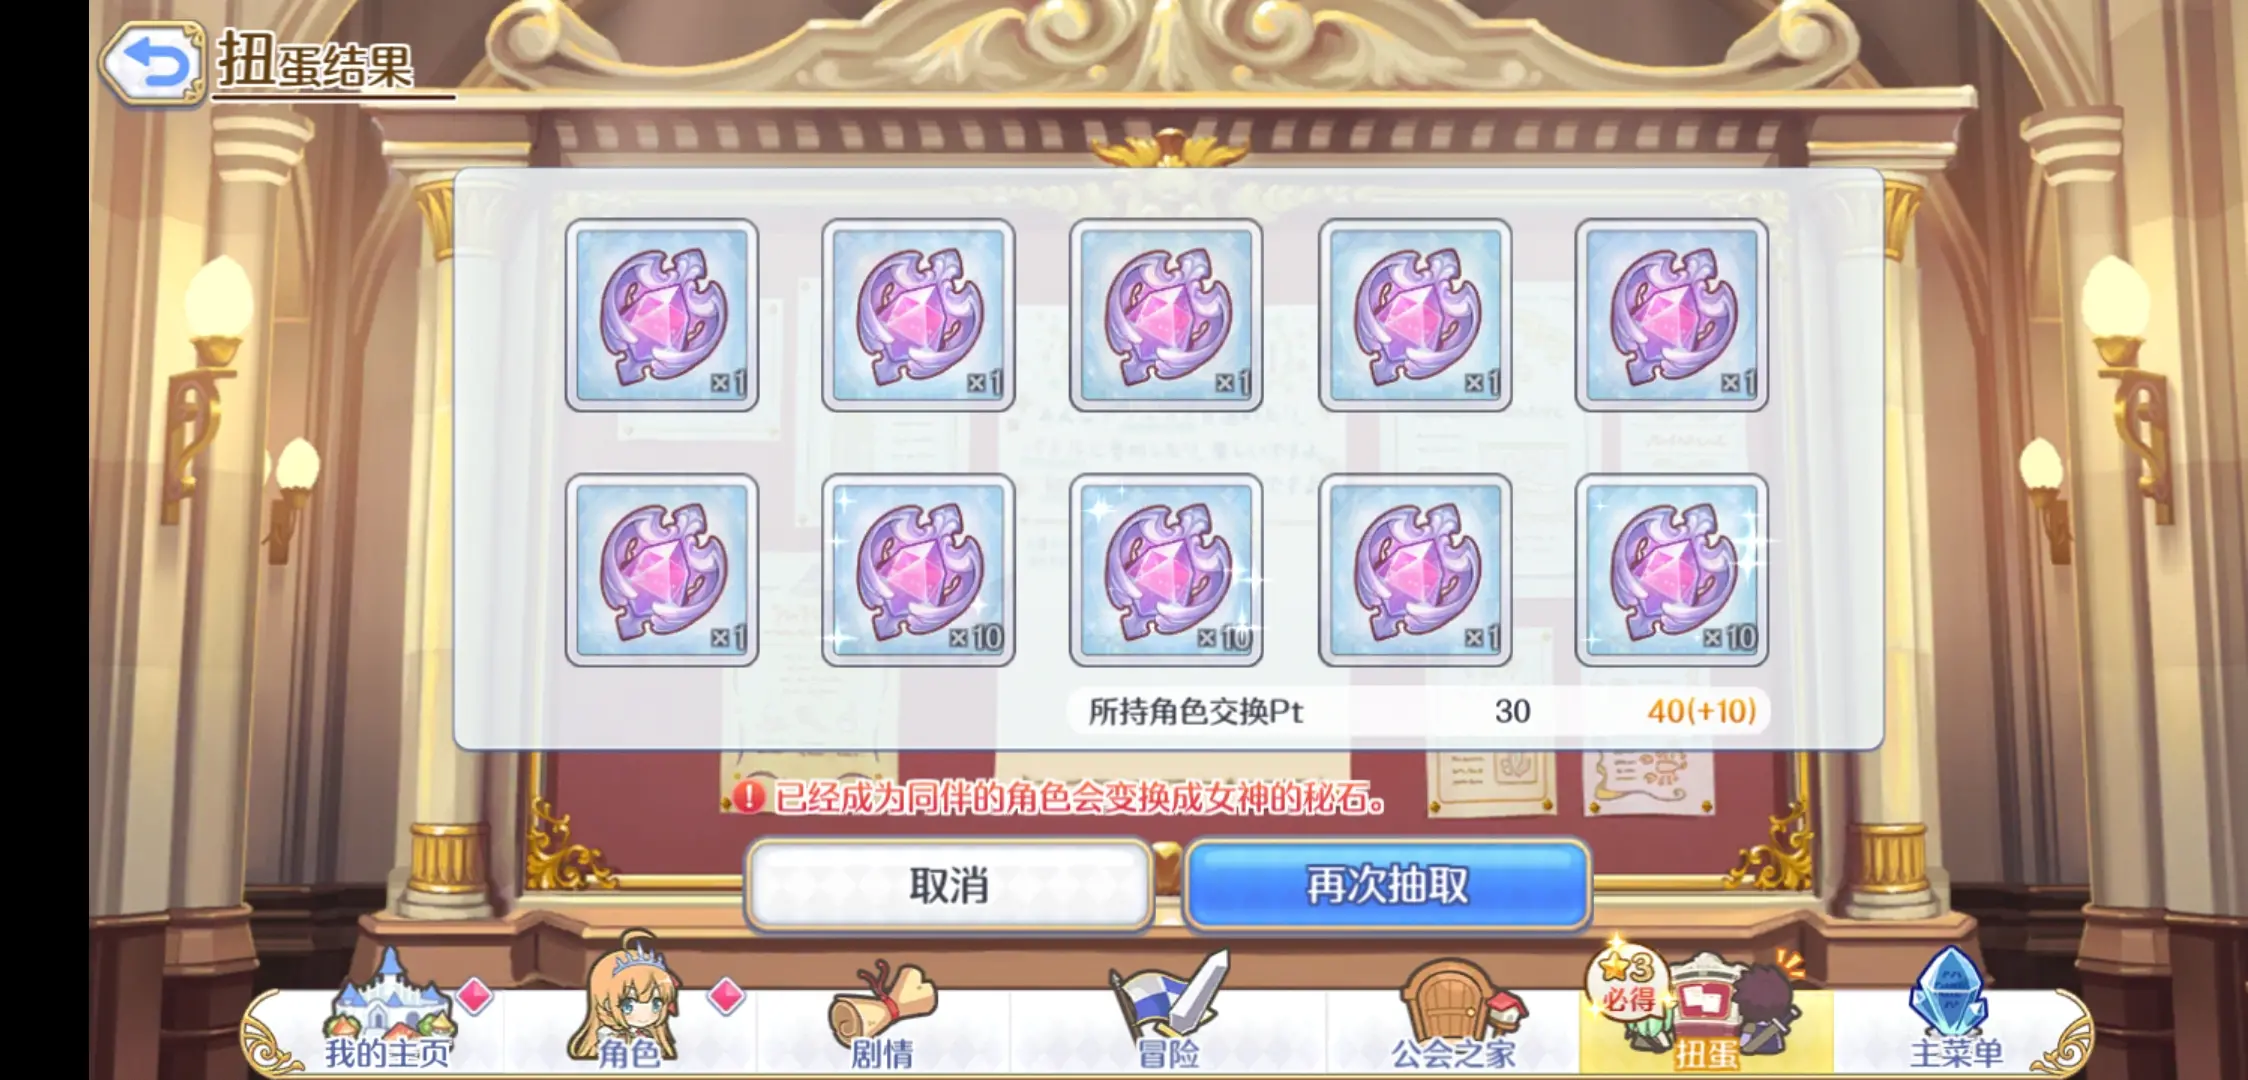 扭蛋结果
×1
×1
×1
×1
×1
×1
×10
×10
×1
×10
所持角色交换Pt 30 40(+10)
已经成为同伴的角色会变换成女神的秘石。
取消
再次抽取
3
必得
我的主页
角色
剧情
冒险
公会之家
扭蛋
主菜单